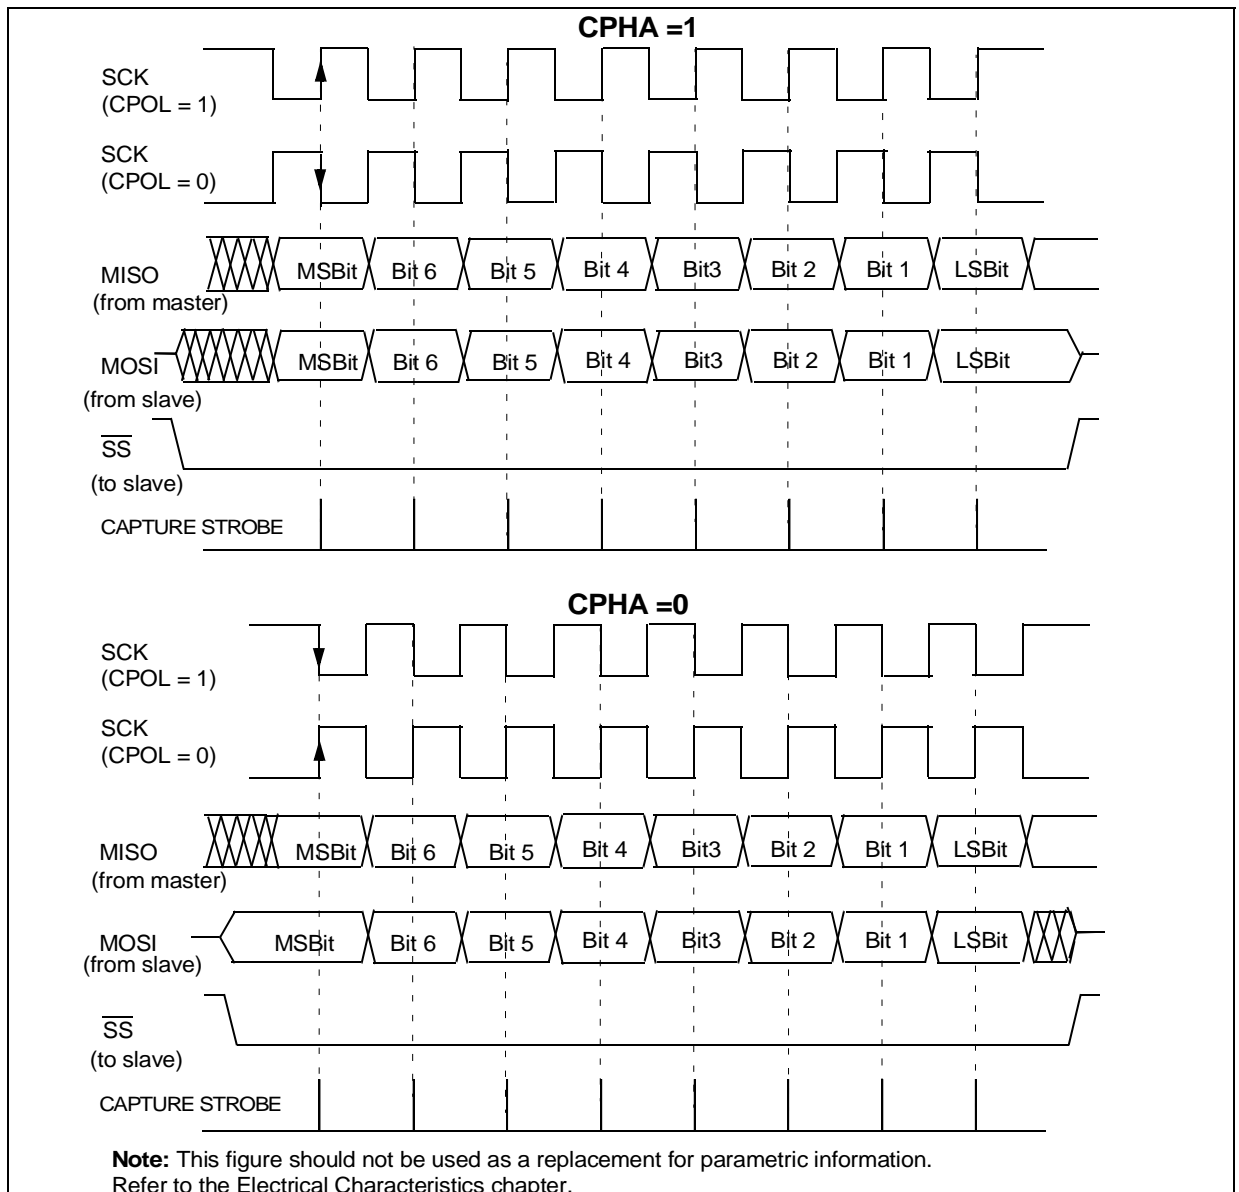 CPHA =1
SCK
(CPOL = 1)
SCK
(CPOL = 0)
MISO
(from master)
MSBit Bit 6 Bit 5 Bit 4 Bit3 Bit 2 Bit 1 LSBit
MOSI
(from slave)
MSBit Bit 6 Bit 5 Bit 4 Bit3 Bit 2 Bit 1 LSBit
SS
(to slave)
CAPTURE STROBE
CPHA =0
SCK
(CPOL = 1)
SCK
(CPOL = 0)
MISO
(from master)
MSBit Bit 6 Bit 5 Bit 4 Bit3 Bit 2 Bit 1 LSBit
MOSI
(from slave)
MSBit Bit 6 Bit 5 Bit 4 Bit3 Bit 2 Bit 1 LSBit
SS
(to slave)
CAPTURE STROBE
Note: This figure should not be used as a replacement for parametric information.
Refer to the Electrical Characteristics chapter.